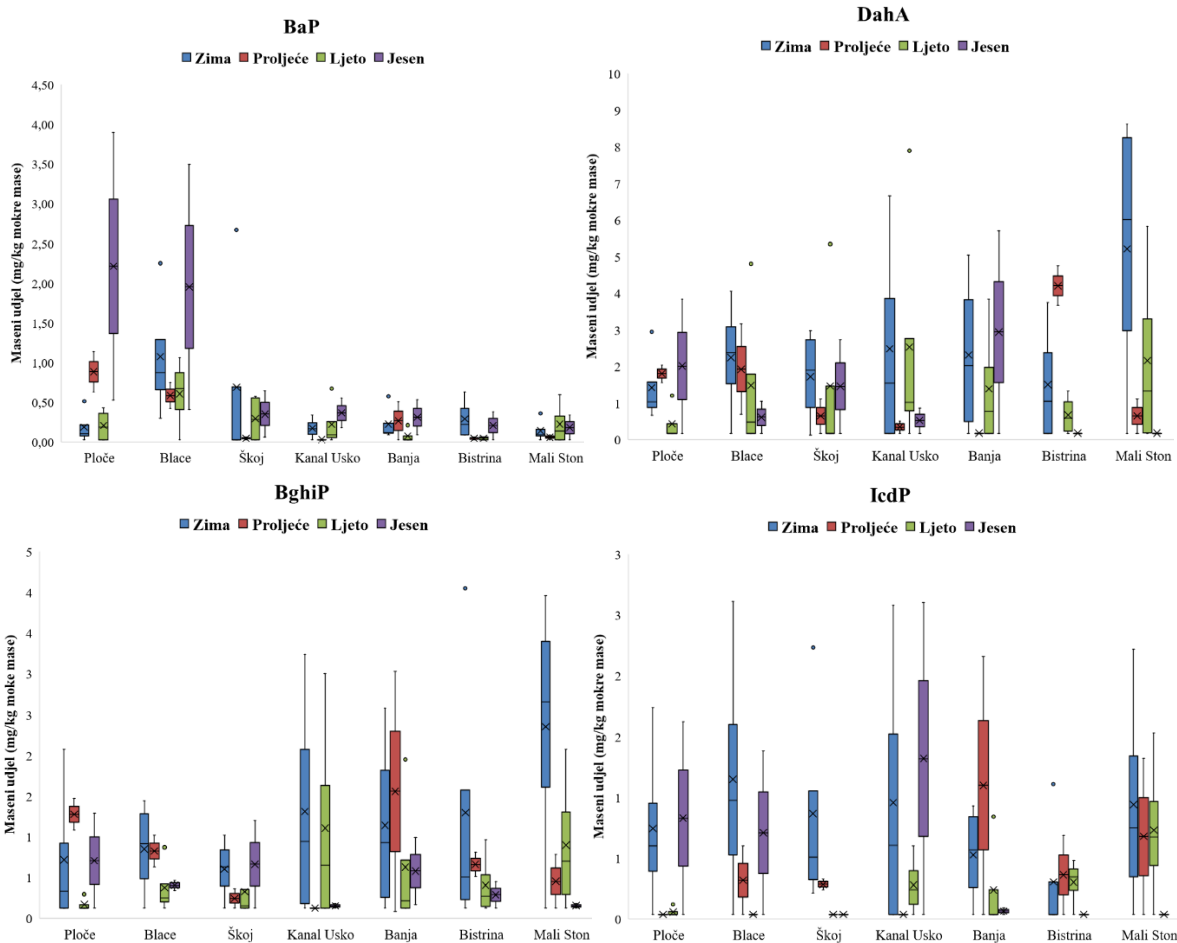 BaP
Zima Proljeće Ljeto Jesen
Maseni udjel (mg/kg mokre mase)
4,50
4,00
3,50
3,00
2,50
2,00
1,50
1,00
0,50
0,00
Ploče Blace Škoj Kanal Usko Banja Bistrina Mali Ston
DahA
Zima Proljeće Ljeto Jesen
Maseni udjel (mg/kg mokre mase)
10
9
8
7
6
5
4
3
2
1
0
Ploče Blace Škoj Kanal Usko Banja Bistrina Mali Ston
BghiP
Zima Proljeće Ljeto Jesen
Maseni udjel (mg/kg moke mase)
5
4
4
3
3
2
2
1
1
0
Ploče Blace Škoj Kanal Usko Banja Bistrina Mali Ston
IcdP
Zima Proljeće Ljeto Jesen
Maseni udjel (mg/kg mokre mase)
3
3
2
2
1
1
0
Ploče Blace Škoj Kanal Usko Banja Bistrina Mali Ston